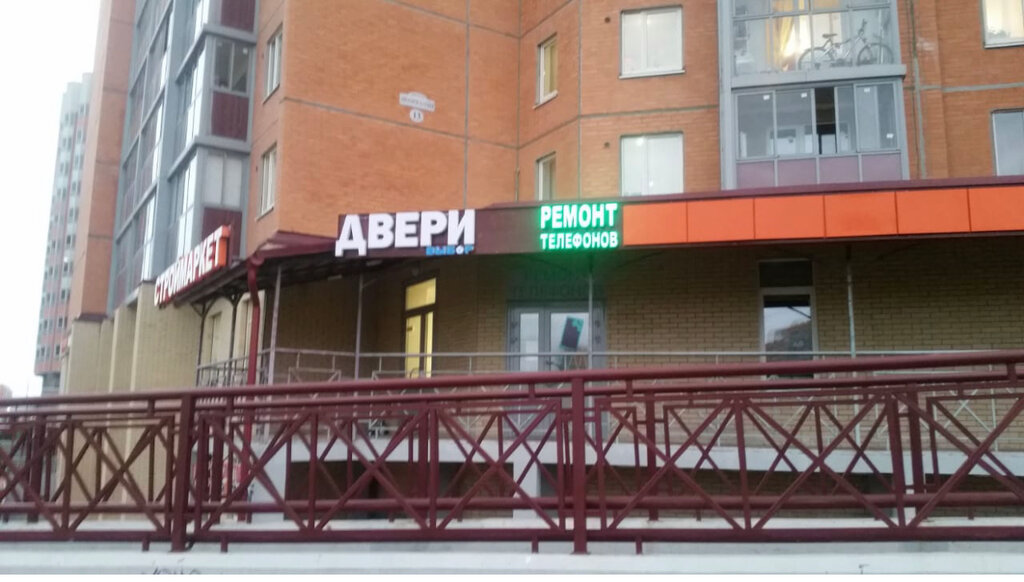 СТРОЙМАРКЕТ
ДВЕРИ
ВЫБОР
РЕМОНТ
ТЕЛЕФОНОВ